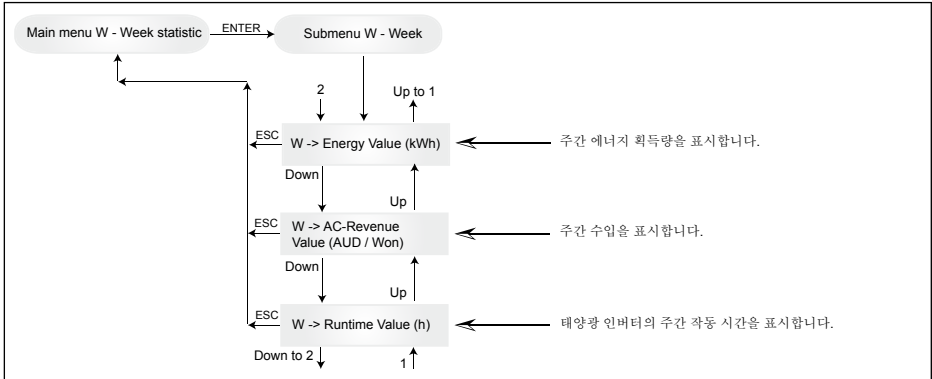 Main menu W - Week statistic
ENTER
Submenu W - Week
2
Up to 1
ESC
W -> Energy Value (kWh)
주간 에너지 획득량을 표시합니다.
Down
Up
ESC
W -> AC-Revenue
Value (AUD / Won)
주간 수입을 표시합니다.
Down
Up
ESC
W -> Runtime Value (h)
태양광 인버터의 주간 작동 시간을 표시합니다.
Down to 2
1